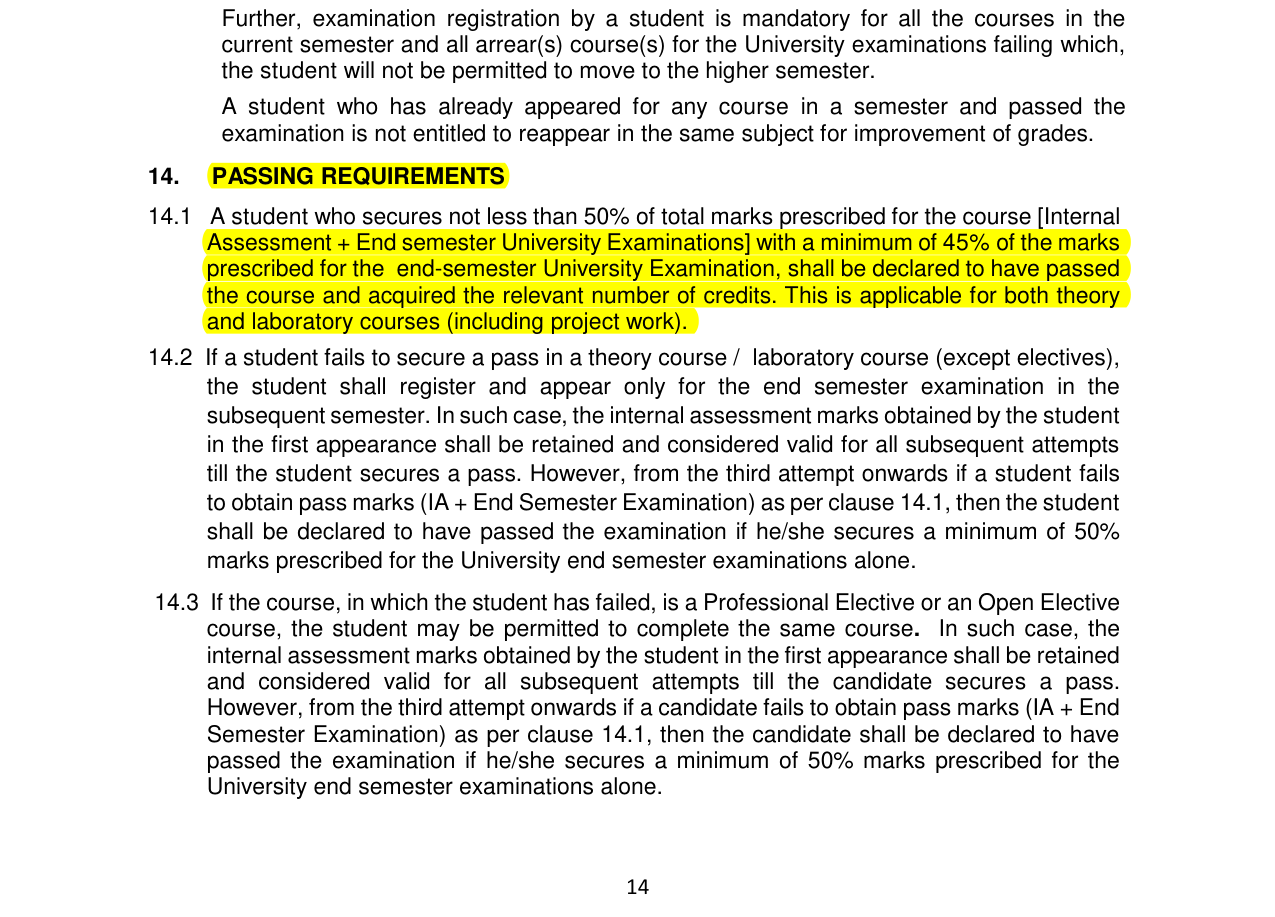 Further, examination registration by a student is mandatory for all the courses in the
current semester and all arrear(s) course(s) for the University examinations failing which,
the student will not be permitted to move to the higher semester.
A student who has already appeared for any course in a semester and passed the
examination is not entitled to reappear in the same subject for improvement of grades.
14. PASSING REQUIREMENTS
14.1 A student who secures not less than 50% of total marks prescribed for the course [Internal
Assessment + End semester University Examinations] with a minimum of 45% of the marks
prescribed for the end-semester University Examination, shall be declared to have passed
the course and acquired the relevant number of credits. This is applicable for both theory
and laboratory courses (including project work).
14.2 If a student fails to secure a pass in a theory course / laboratory course (except electives),
the student shall register and appear only for the end semester examination in the
subsequent semester. In such case, the internal assessment marks obtained by the student
in the first appearance shall be retained and considered valid for all subsequent attempts
till the student secures a pass. However, from the third attempt onwards if a student fails
to obtain pass marks (IA + End Semester Examination) as per clause 14.1, then the student
shall be declared to have passed the examination if he/she secures a minimum of 50%
marks prescribed for the University end semester examinations alone.
14.3 If the course, in which the student has failed, is a Professional Elective or an Open Elective
course, the student may be permitted to complete the same course. In such case, the
internal assessment marks obtained by the student in the first appearance shall be retained
and considered valid for all subsequent attempts till the candidate secures a pass.
However, from the third attempt onwards if a candidate fails to obtain pass marks (IA + End
Semester Examination) as per clause 14.1, then the candidate shall be declared to have
passed the examination if he/she secures a minimum of 50% marks prescribed for the
University end semester examinations alone.
14